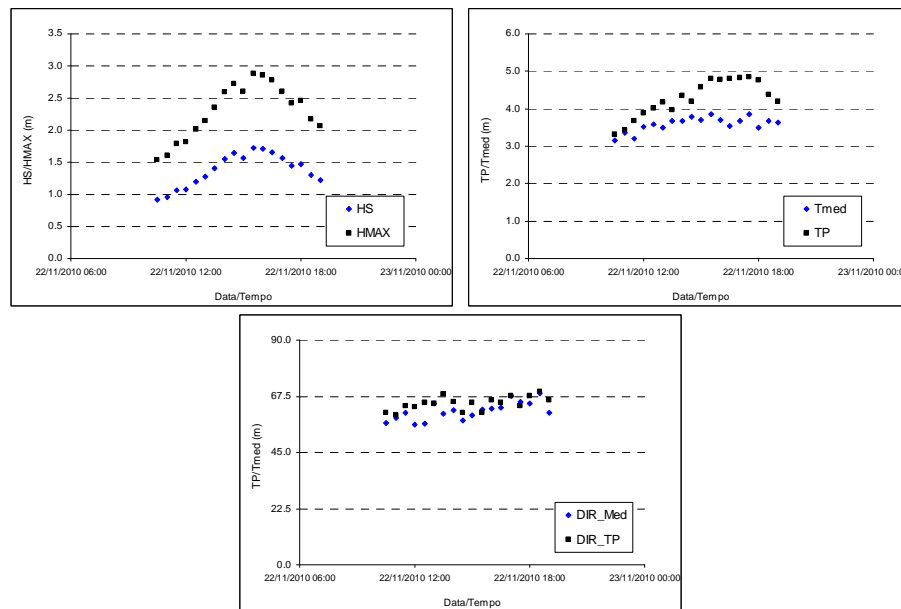 3.5
3.0
2.5
2.0
1.5
1.0
0.5
0.0
HS/HMAX (m)
HS
HMAX
22/11/2010 06:00
22/11/2010 12:00
22/11/2010 18:00
23/11/2010 00:00
Data/Tempo
6.0
5.0
4.0
3.0
2.0
1.0
0.0
TP/Tmed (m)
Tmed
TP
22/11/2010 06:00
22/11/2010 12:00
22/11/2010 18:00
23/11/2010 00:00
Data/Tempo
90.0
67.5
45.0
22.5
0.0
TP/Tmed (m)
DIR_Med
DIR_TP
22/11/2010 06:00
22/11/2010 12:00
22/11/2010 18:00
23/11/2010 00:00
Data/Tempo